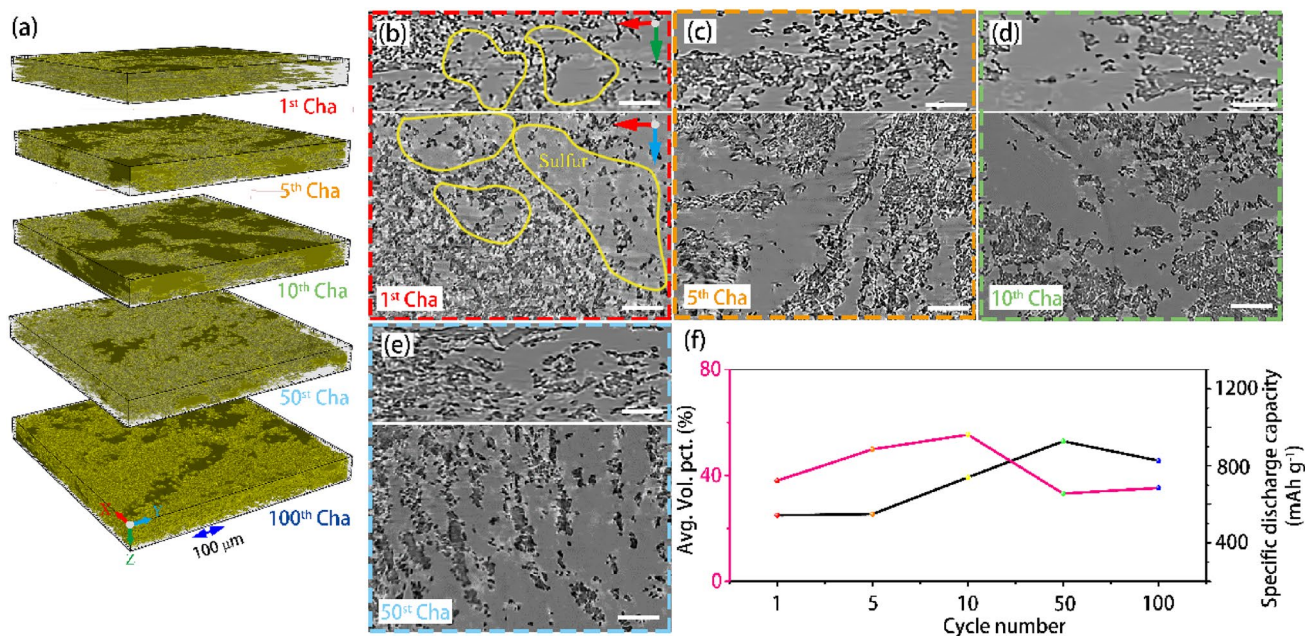 (a)
1st Cha
5th Cha
10th Cha
50st Cha
100th Cha
X
Y
Z
100 μm
(b)
Sulfur
1st Cha
(c)
5th Cha
(d)
10th Cha
(e)
50st Cha
(f)
Avg. Vol. pct. (%)
80
40
0
1
5
10
50
100
Cycle number
1200
800
400
Specific discharge capacity
(mAh g-1)